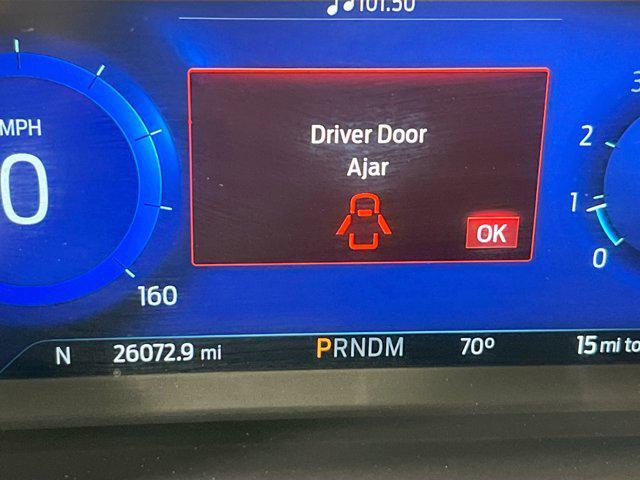 101.50
MPH
0
Driver Door
Ajar
OK
160
3
2
1
0
N 26072.9 mi PRNDM 70° 15 mi to